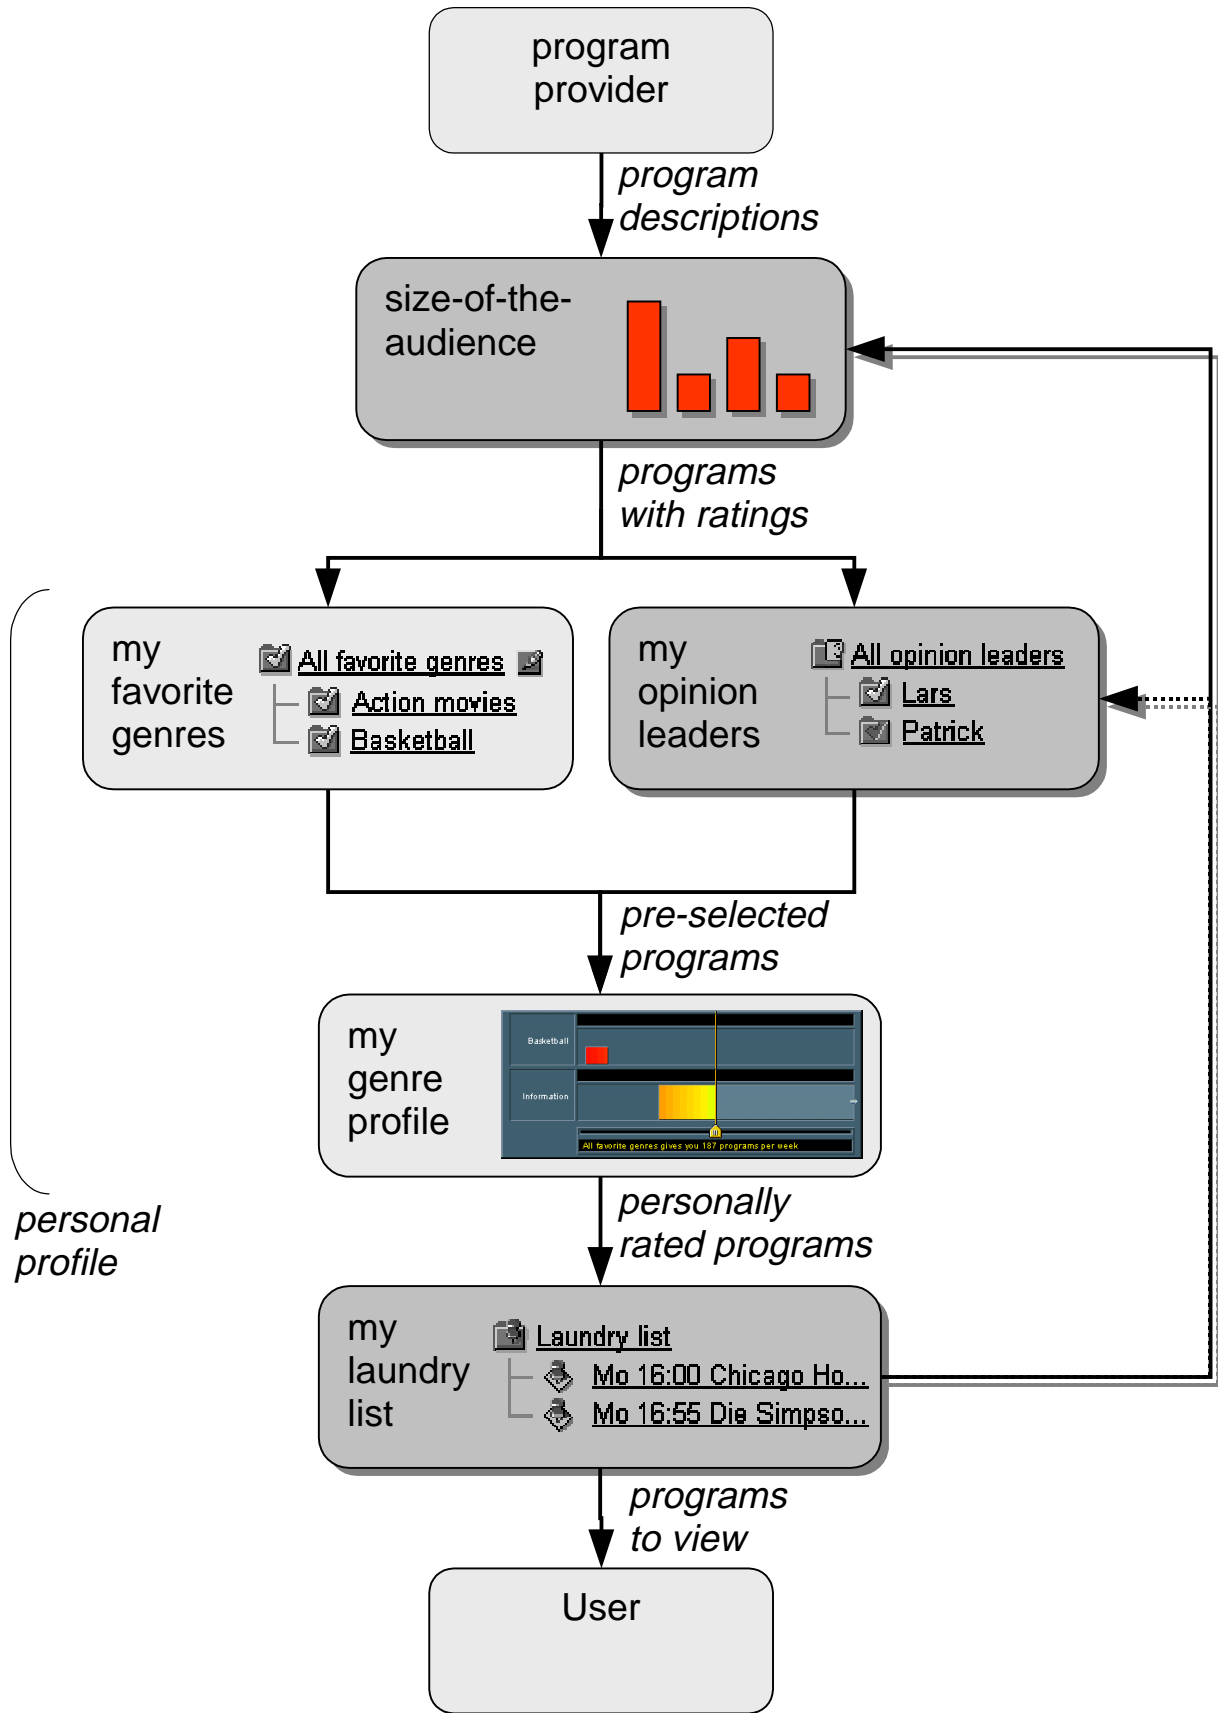 program
provider
program
descriptions
size-of-the-
audience
programs
with ratings
my
favorite
genres
All favorite genres
Action movies
Basketball
my
opinion
leaders
All opinion leaders
Lars
Patrick
pre-selected
programs
my
genre
profile
Basketball
Information
All favorite genres gives you 187 programs per week
personal
profile
personally
rated programs
my
laundry
list
Laundry list
Mo 16:00 Chicago Ho...
Mo 16:55 Die Simpso...
programs
to view
User